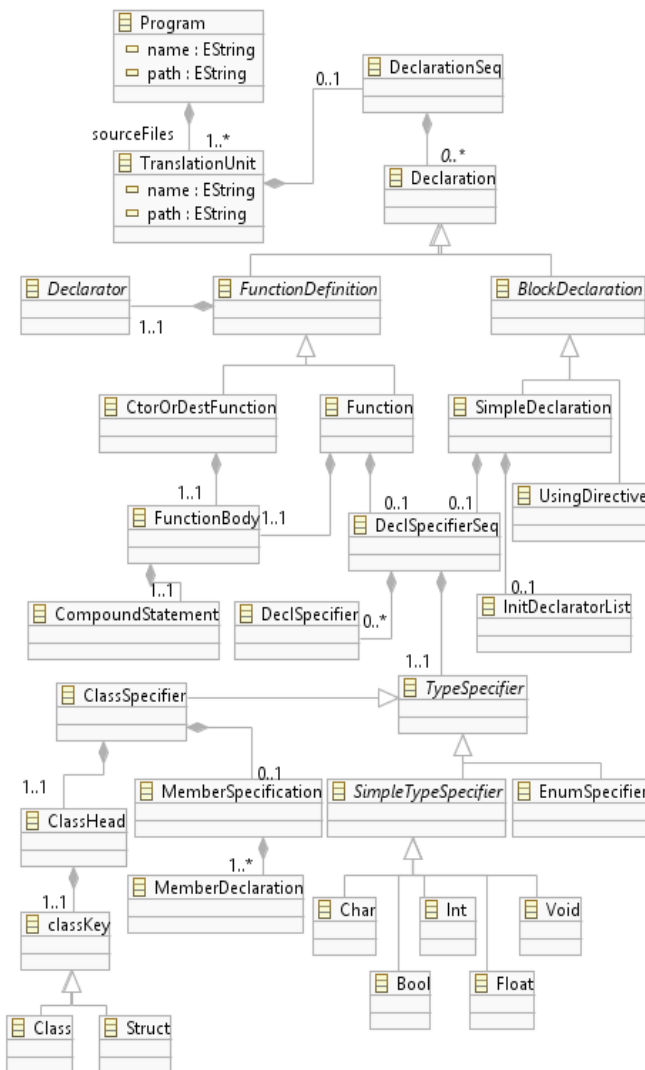 Program
name : EString
path : EString
DeclarationSeq
0..1
sourceFiles
1..*
TranslationUnit
name : EString
path : EString
0..*
Declaration
Declarator
1..1
FunctionDefinition
BlockDeclaration
CtorOrDestFunction
Function
SimpleDeclaration
1..1
FunctionBody
1..1
0..1
0..1
DeclSpecifierSeq
UsingDirective
1..1
CompoundStatement
DeclSpecifier
0..*
0..1
InitDeclaratorList
1..1
ClassSpecifier
TypeSpecifier
1..1
ClassHead
0..1
MemberSpecification
SimpleTypeSpecifier
EnumSpecifier
1..*
MemberDeclaration
1..1
classKey
Char
Int
Void
Bool
Float
Class
Struct